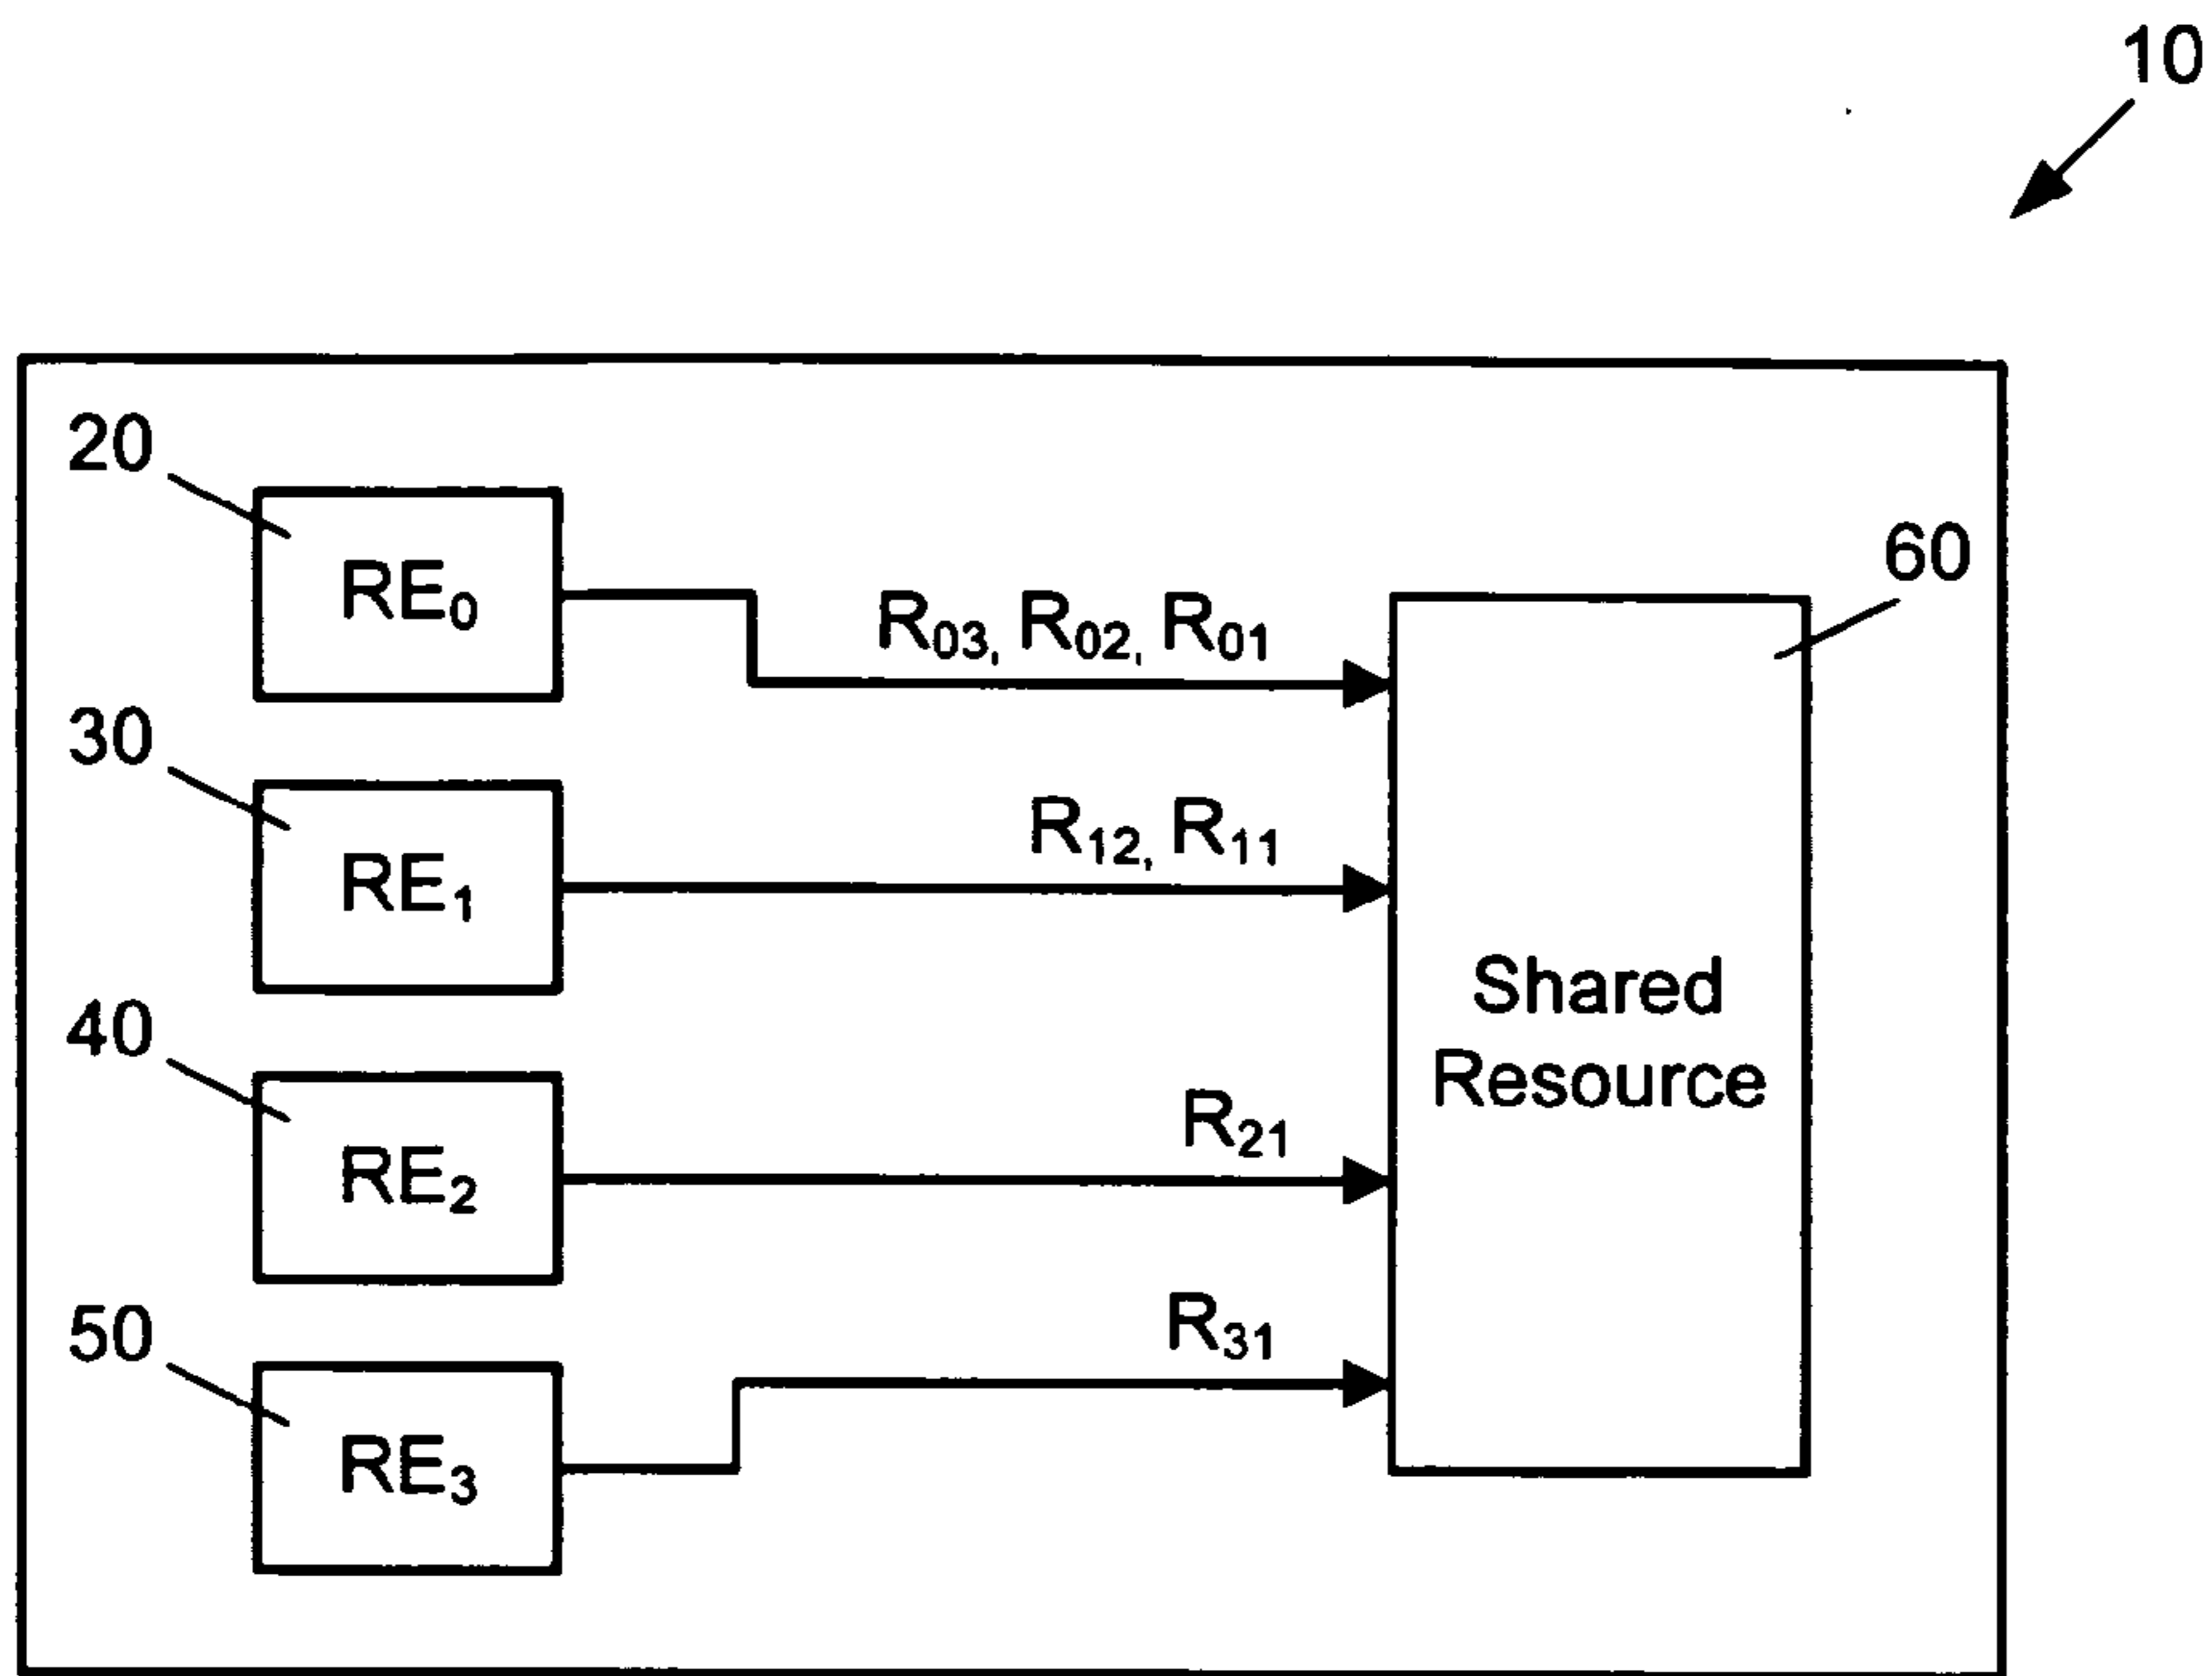 10
20
RE₀
R₀₃, R₀₂, R₀₁
60
30
RE₁
R₁₂, R₁₁
Shared
Resource
40
RE₂
R₂₁
50
RE₃
R₃₁